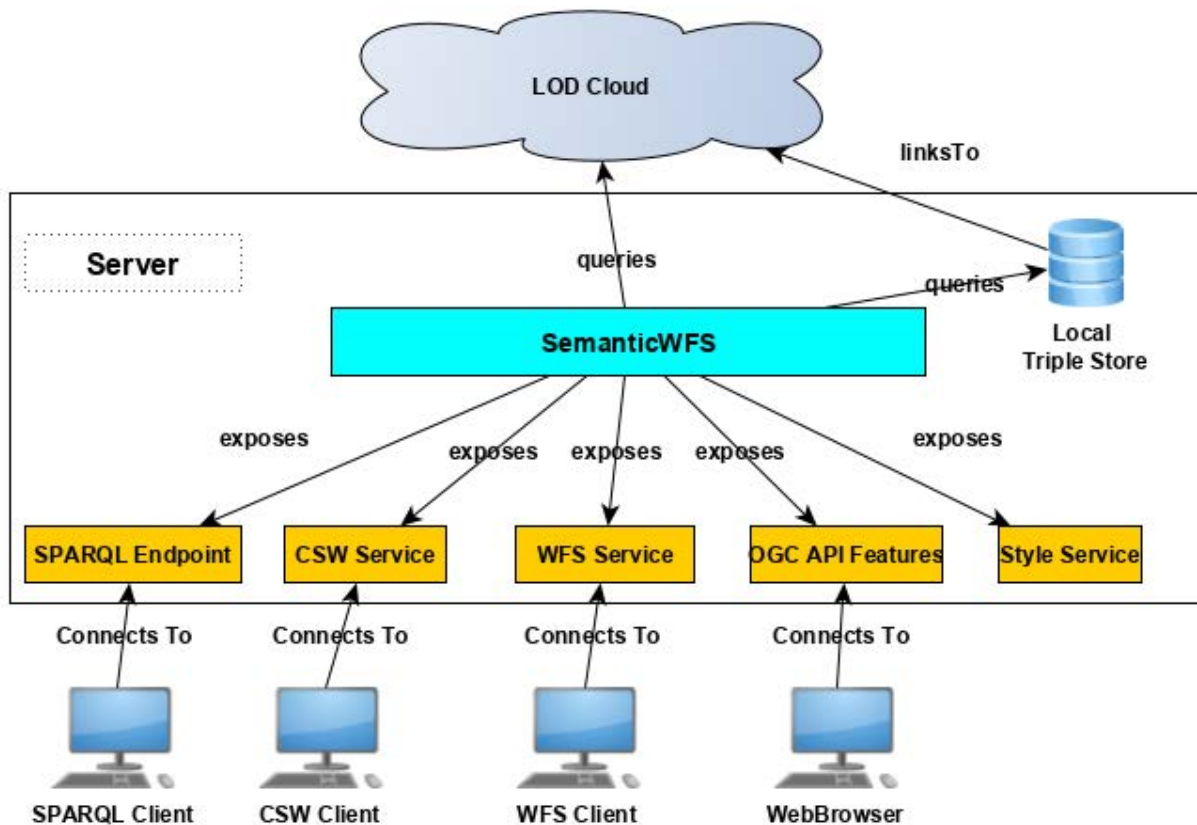 LOD Cloud
linksTo
Server
queries
queries
SemanticWFS
Local
Triple Store
exposes
exposes
exposes
exposes
exposes
SPARQL Endpoint
CSW Service
WFS Service
OGC API Features
Style Service
Connects To
Connects To
Connects To
Connects To
SPARQL Client
CSW Client
WFS Client
WebBrowser